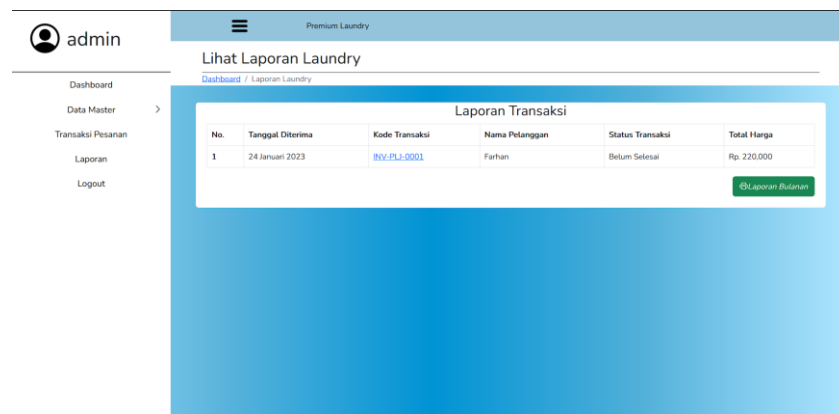 admin
Dashboard
Data Master
Transaksi Pesanan
Laporan
Logout
Premium Laundry
Lihat Laporan Laundry
Dashboard / Laporan Laundry
Laporan Transaksi
No. Tanggal Diterima Kode Transaksi Nama Pelanggan Status Transaksi Total Harga
1 24 Januari 2023 INV-PLJ-0001 Farhan Belum Selesai Rp. 220,000
Laporan Bulanan